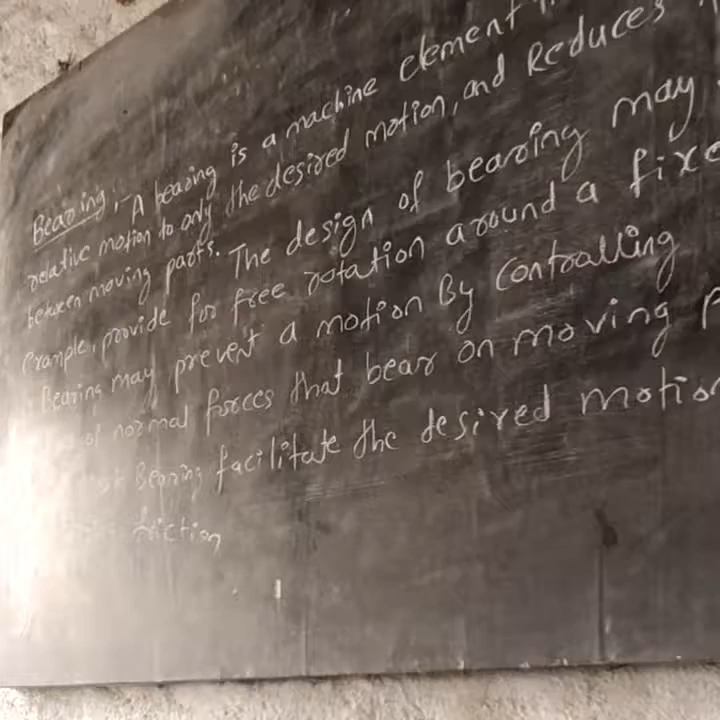 Bearing :- A bearing is a machine element
relative motion to only the desired motion, and Reduces
between moving parts. The design of bearing may
Example, provide for free rotation around a fixe
Bearing may prevent a motion By Controlling
of normal forces that bear on moving P
Bearing facilitate the desired motion
friction